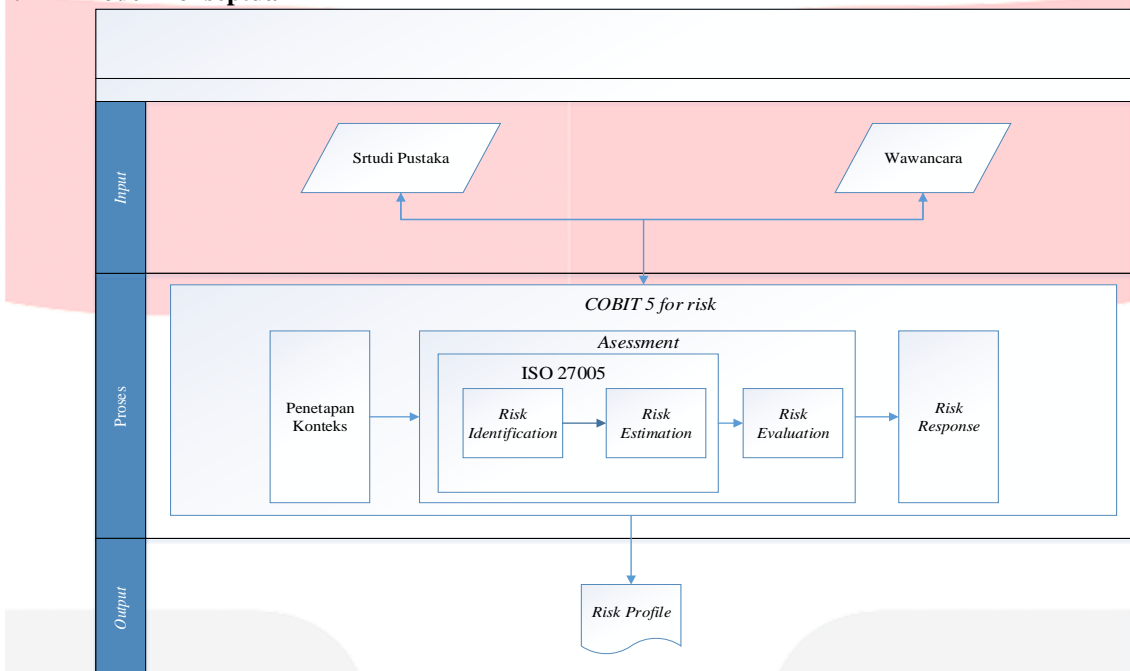 Input
Srtudi Pustaka
Wawancara
Proses
COBIT 5 for risk
Penetapan
Konteks
Asessment
ISO 27005
Risk
Identification
Risk
Estimation
Risk
Evaluation
Risk
Response
Output
Risk Profile